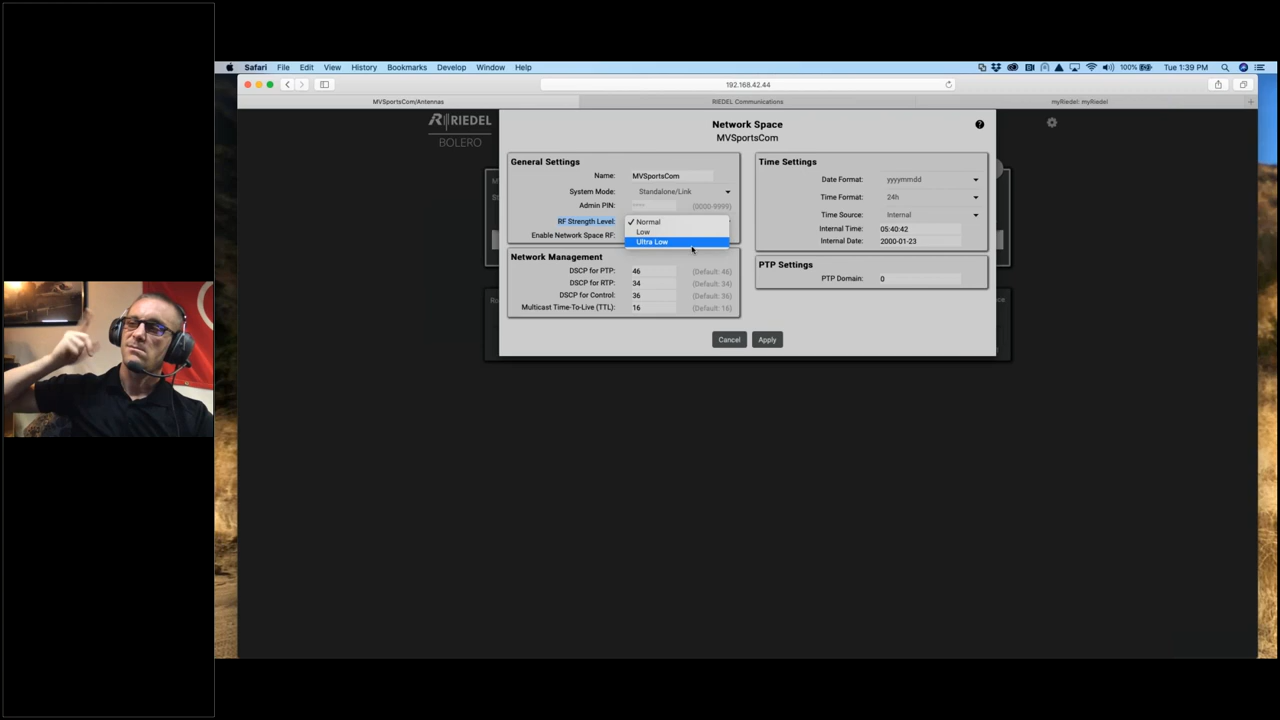 Safari File Edit View History Bookmarks Develop Window Help
100% Tue 1:39 PM
192.168.42.44
MVSportsCom/Antennas
RIEDEL Communications
myRiedel: myRiedel
RIEDEL
BOLERO
Network Space
MVSportsCom
General Settings
Name: MVSportsCom
System Mode: Standalone/Link
Admin PIN: (0000-9999)
RF Strength Level: ✓ Normal
Low
Enable Network Space RF:
Ultra Low
Network Management
DSCP for PTP: 46 (Default: 46)
DSCP for RTP: 34 (Default: 34)
DSCP for Control: 36 (Default: 36)
Multicast Time-To-Live (TTL): 16 (Default: 16)
Time Settings
Date Format: yyyymmdd
Time Format: 24h
Time Source: Internal
Internal Time: 05:40:42
Internal Date: 2000-01-23
PTP Settings
PTP Domain: 0
Cancel
Apply